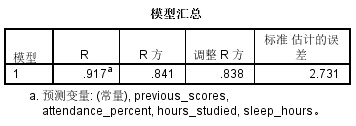 模型汇总
模型 R R 方 调整 R 方 标准 估计的误差
1 .917a .841 .838 2.731
a. 预测变量: (常量), previous_scores,
attendance_percent, hours_studied, sleep_hours。